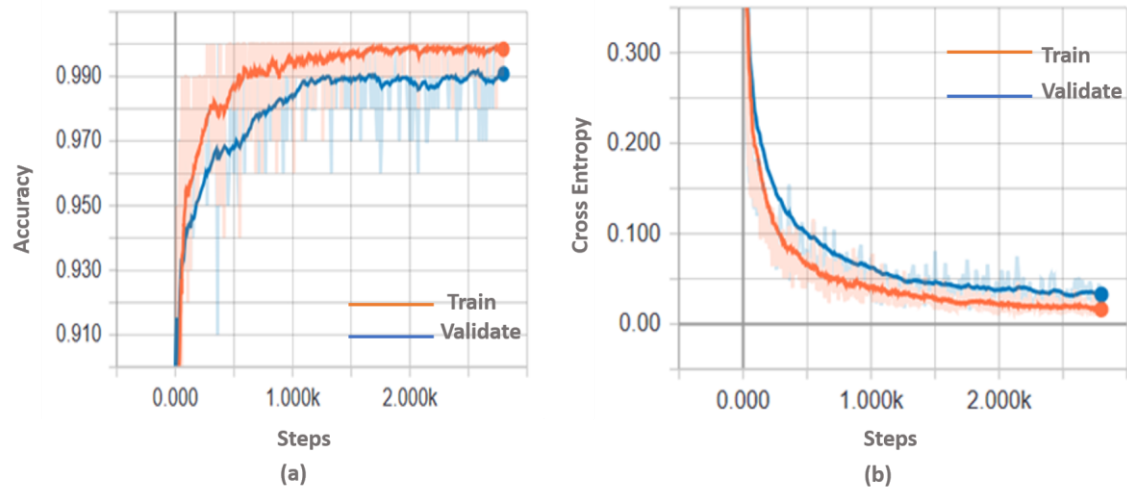 0.990
0.970
0.950
0.930
0.910
Accuracy
Train
Validate
0.000 1.000k 2.000k
Steps
(a)
0.300
0.200
0.100
0.00
Cross Entropy
Train
Validate
0.000 1.000k 2.000k
Steps
(b)